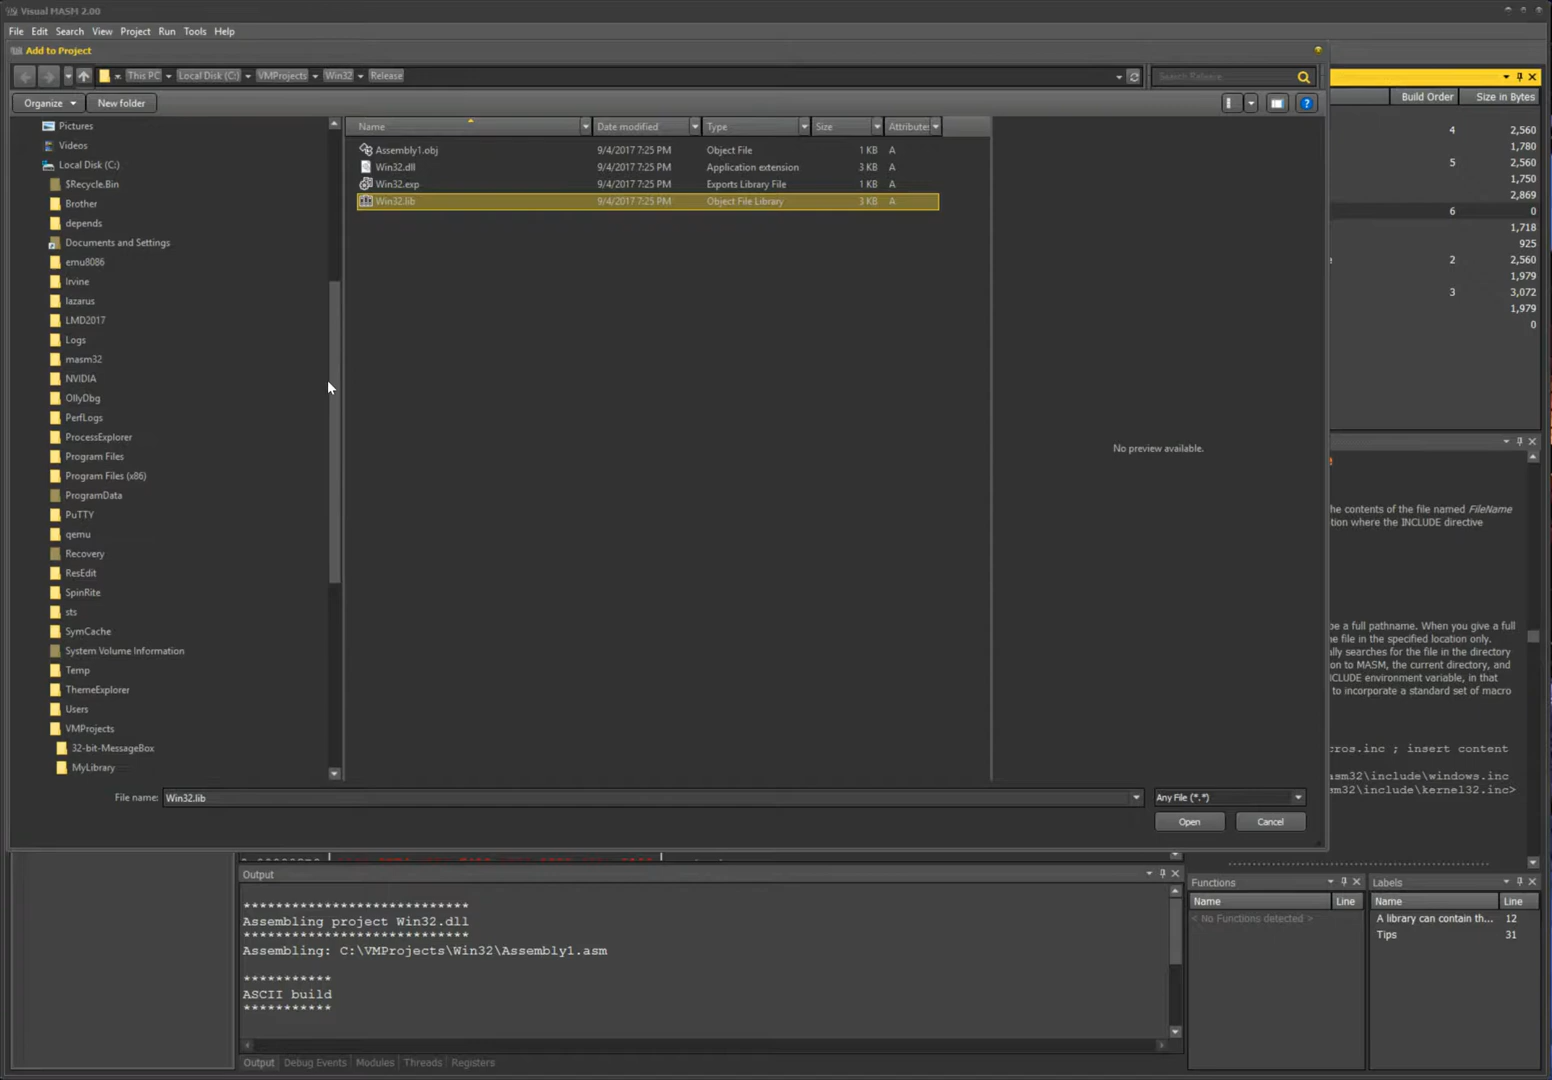 Visual MASM 2.00
File Edit Search View Project Run Tools Help
Add to Project
This PC Local Disk (C:) VMProjects Win32 Release
Search Release
Organize New folder
Name Date modified Type Size Attributes
Assembly1.obj 9/4/2017 7:25 PM Object File 1 KB A
Win32.dll 9/4/2017 7:25 PM Application extension 3 KB A
Win32.exp 9/4/2017 7:25 PM Exports Library File 1 KB A
Win32.lib 9/4/2017 7:25 PM Object File Library 3 KB A
Pictures
Videos
Local Disk (C:)
$Recycle.Bin
Brother
depends
Documents and Settings
emu8086
Irvine
lazarus
LMD2017
Logs
masm32
NVIDIA
OllyDbg
PerfLogs
ProcessExplorer
Program Files
Program Files (x86)
ProgramData
PuTTY
qemu
Recovery
ResEdit
SpinRite
sts
SymCache
System Volume Information
Temp
ThemeExplorer
Users
VMProjects
32-bit-MessageBox
MyLibrary
No preview available.
File name: Win32.lib
Any File (*.*)
Open Cancel
Build Order Size in Bytes
4 2,560
1,780
5 2,560
1,750
2,869
6 0
1,718
925
e 2 2,560
1,979
3 3,072
1,979
0
he contents of the file named FileName
tion where the INCLUDE directive
be a full pathname. When you give a full
e file in the specified location only.
lly searches for the file in the directory
on to MASM, the current directory, and
CLUDE environment variable, in that
to incorporate a standard set of macro
cros.inc ; insert content
asm32\include\windows.inc
m32\include\kernel32.inc>
Output
****************************
Assembling project Win32.dll
****************************
Assembling: C:\VMProjects\Win32\Assembly1.asm
***********
ASCII build
***********
Output Debug Events Modules Threads Registers
Functions
Name Line
< No Functions detected >
Labels
Name Line
A library can contain th... 12
Tips 31